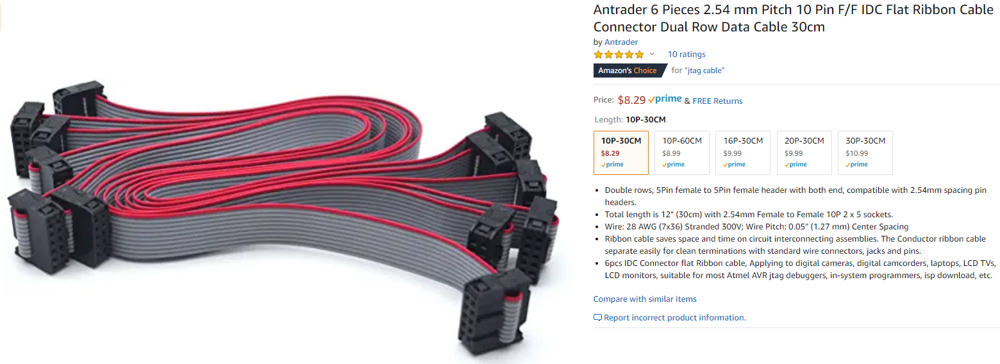 Antrader 6 Pieces 2.54 mm Pitch 10 Pin F/F IDC Flat Ribbon Cable
Connector Dual Row Data Cable 30cm
by Antrader
10 ratings
Amazon's Choice for "jtag cable"
Price: $8.29 prime & FREE Returns
Length: 10P-30CM
10P-30CM 10P-60CM 16P-30CM 20P-30CM 30P-30CM
$8.29 $8.99 $9.99 $9.99 $10.99
prime prime prime prime prime
• Double rows, 5Pin female to 5Pin female header with both end, compatible with 2.54mm spacing pin
headers.
• Total length is 12" (30cm) with 2.54mm Female to Female 10P 2 x 5 sockets.
• Wire: 28 AWG (7x36) Stranded 300V; Wire Pitch: 0.05" (1.27 mm) Center Spacing
• Ribbon cable saves space and time on circuit interconnecting assemblies. The Conductor ribbon cable
separate easily for clean terminations with standard wire connectors, jacks and pins.
• 6pcs IDC Connector flat Ribbon cable, Applying to digital cameras, digital camcorders, laptops, LCD TVs,
LCD monitors, suitable for most Atmel AVR jtag debuggers, in-system programmers, isp download, etc.
Compare with similar items
Report incorrect product information.